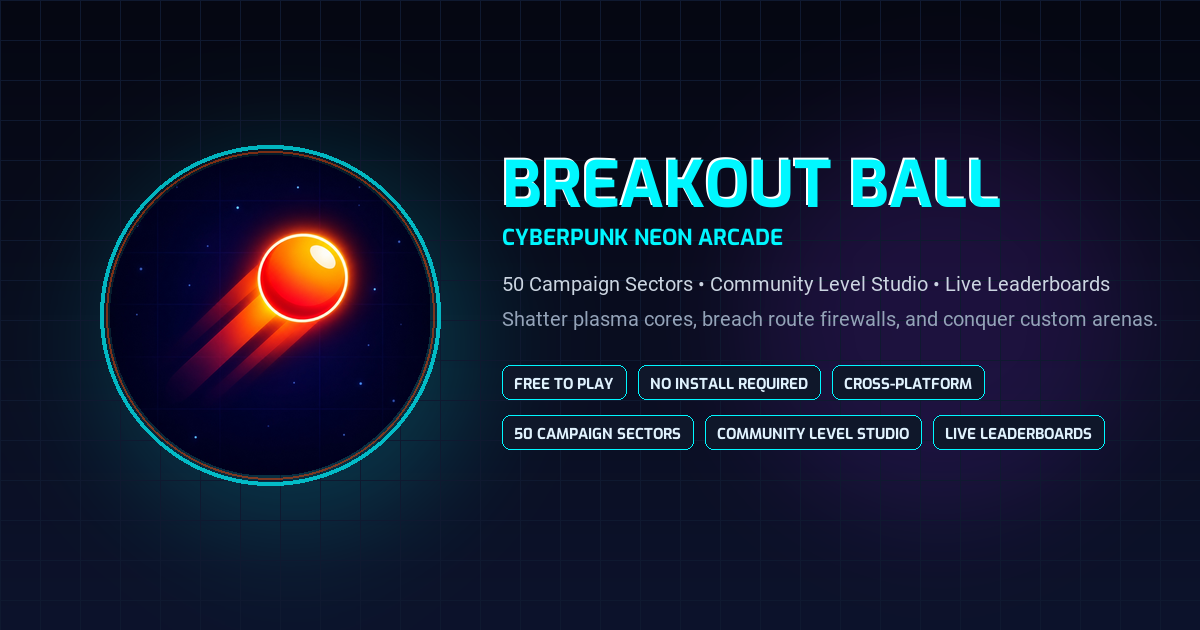 BREAKOUT BALL
CYBERPUNK NEON ARCADE
50 Campaign Sectors • Community Level Studio • Live Leaderboards
Shatter plasma cores, breach route firewalls, and conquer custom arenas.
FREE TO PLAY NO INSTALL REQUIRED CROSS-PLATFORM
50 CAMPAIGN SECTORS COMMUNITY LEVEL STUDIO LIVE LEADERBOARDS